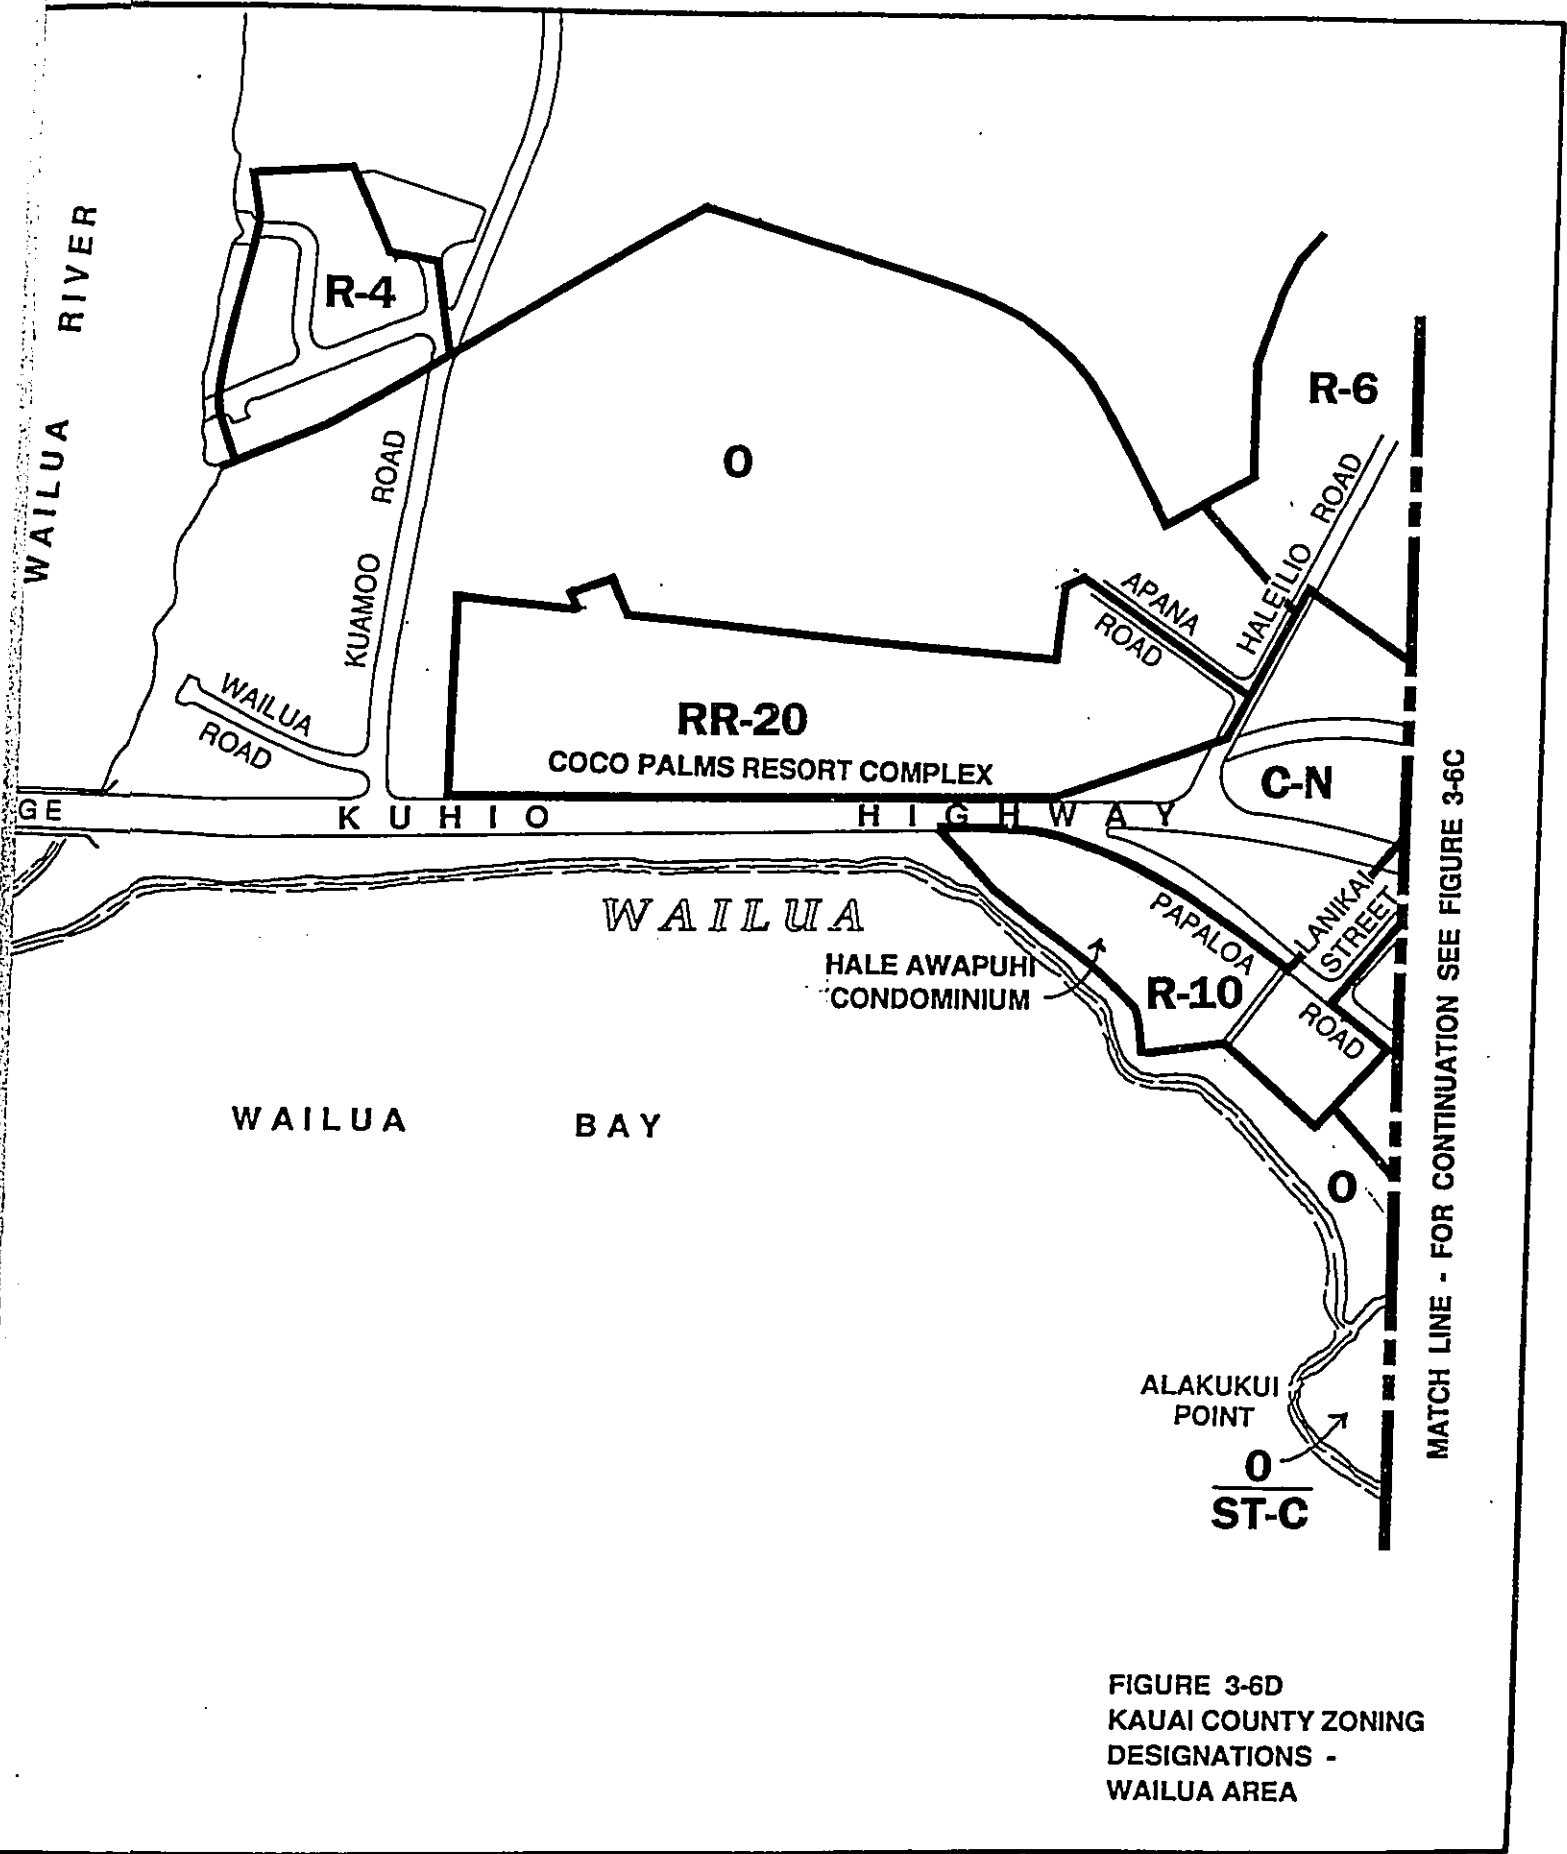 WAILUA RIVER
R-4
R-6
O
KUAMOO ROAD
HALEILIO ROAD
APANA
ROAD
WAILUA
ROAD
RR-20
COCO PALMS RESORT COMPLEX
C-N
GE
KUHIO HIGHWAY
WAILUA
PAPALOA ROAD
LANIKAI
STREET
HALE AWAPUHI
CONDOMINIUM
R-10
WAILUA BAY
O
ALAKUKUI
POINT
O
ST-C
MATCH LINE - FOR CONTINUATION SEE FIGURE 3-6C
FIGURE 3-6D
KAUAI COUNTY ZONING
DESIGNATIONS -
WAILUA AREA